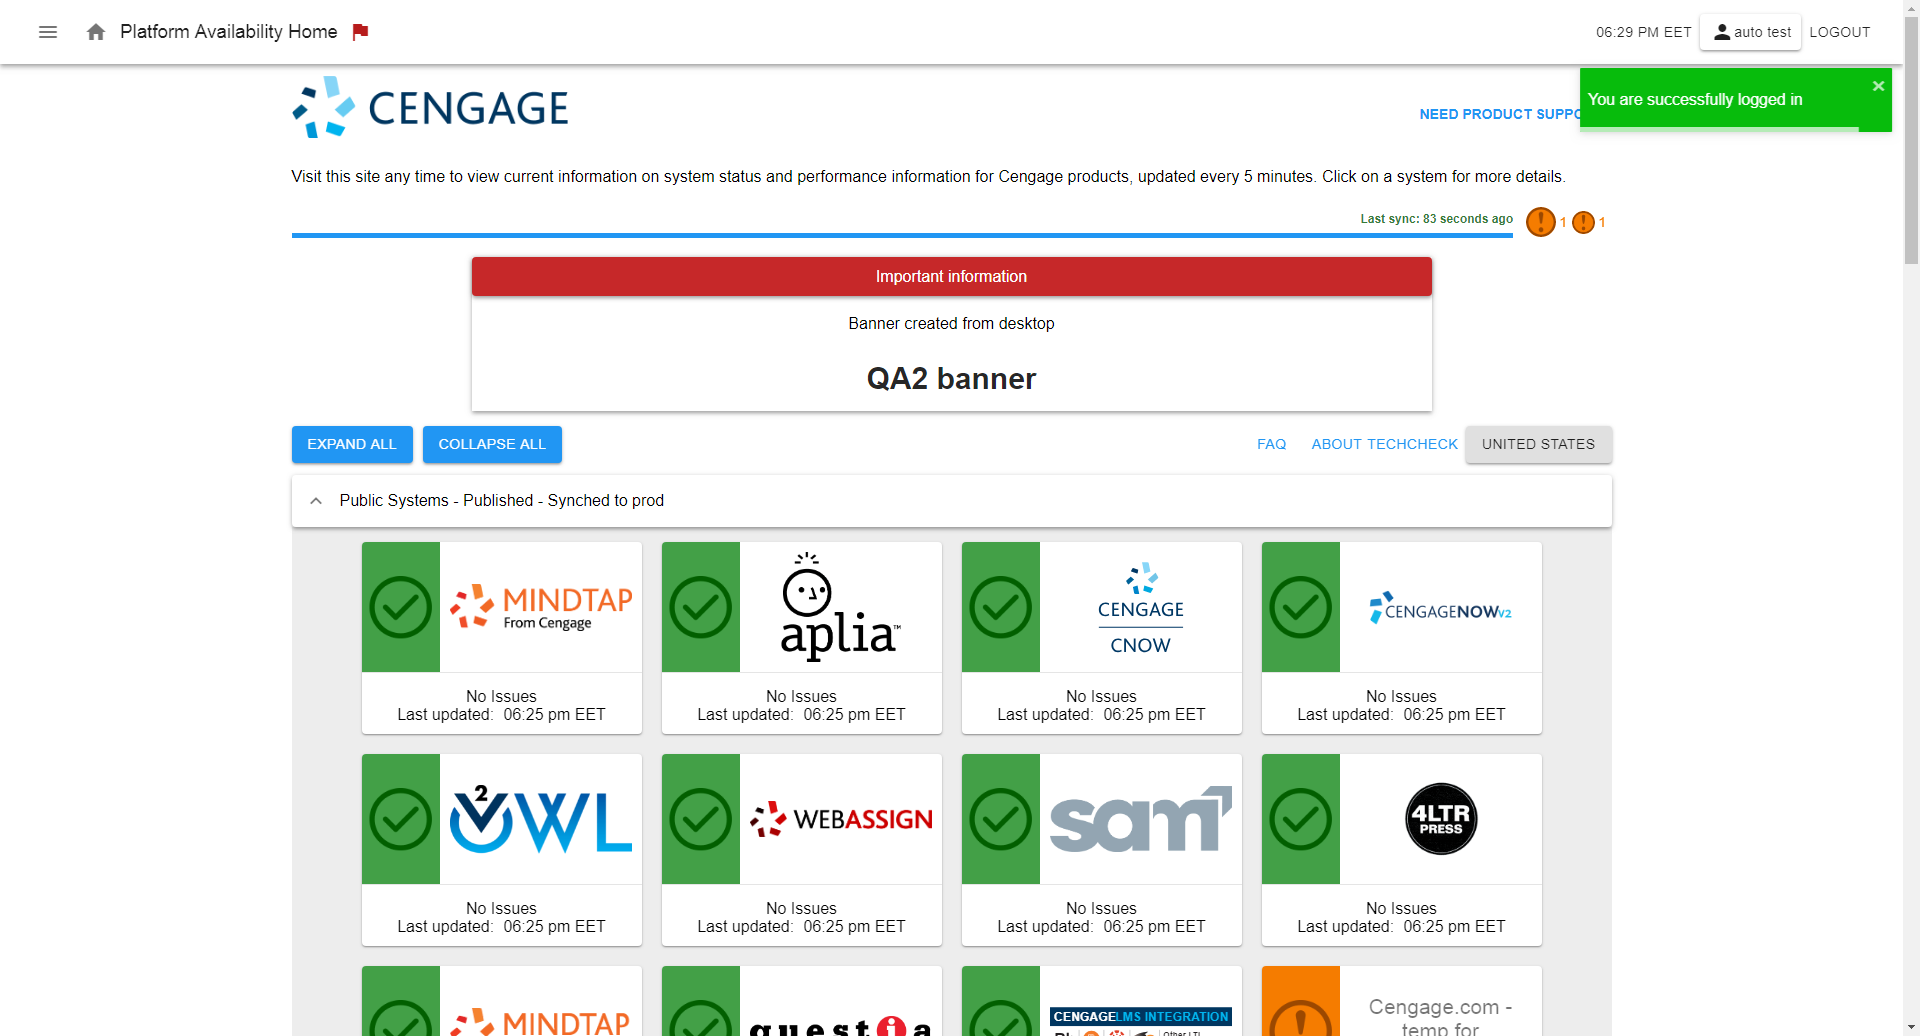 Platform Availability Home
06:29 PM EET
auto test
LOGOUT
You are successfully logged in
CENGAGE
NEED PRODUCT SUPPO
Visit this site any time to view current information on system status and performance information for Cengage products, updated every 5 minutes. Click on a system for more details.
Last sync: 83 seconds ago
1
1
Important information
Banner created from desktop
QA2 banner
EXPAND ALL
COLLAPSE ALL
FAQ
ABOUT TECHCHECK
UNITED STATES
Public Systems - Published - Synched to prod
MINDTAP
From Cengage
aplia™
CENGAGE
CNOW
CENGAGENOWv2
No Issues
Last updated: 06:25 pm EET
No Issues
Last updated: 06:25 pm EET
No Issues
Last updated: 06:25 pm EET
No Issues
Last updated: 06:25 pm EET
OWL
2
WEBASSIGN
sam
4LTR
PRESS
No Issues
Last updated: 06:25 pm EET
No Issues
Last updated: 06:25 pm EET
No Issues
Last updated: 06:25 pm EET
No Issues
Last updated: 06:25 pm EET
MINDTAP
questia
CENGAGELMS INTEGRATION
Other LTI
Cengage.com -
temp for